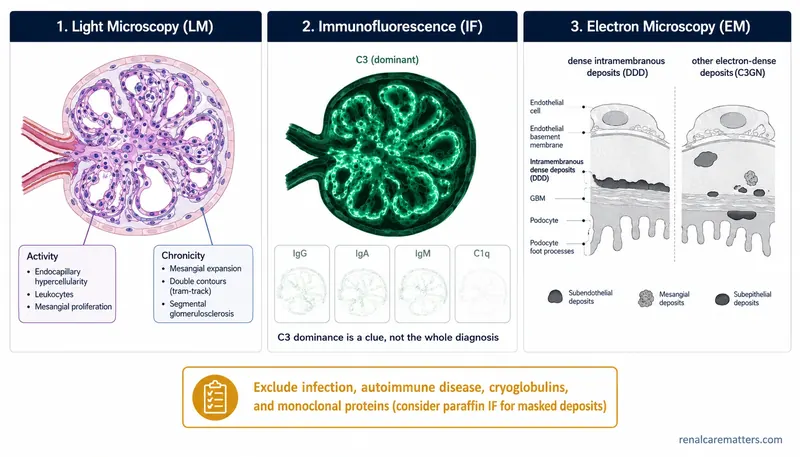 1. Light Microscopy (LM)
Activity
• Endocapillary
hypercellularity
• Leukocytes
• Mesangial proliferation
Chronicity
• Mesangial expansion
• Double contours
(tram-track)
• Segmental
glomerulosclerosis
2. Immunofluorescence (IF)
C3 (dominant)
IgG
IgA
IgM
C1q
C3 dominance is a clue, not the whole diagnosis
3. Electron Microscopy (EM)
dense intramembranous
deposits (DDD)
other electron-dense
deposits (C3GN)
Endothelial
cell
Endothelial
basement
membrane
Intramembranous
dense deposits
(DDD)
GBM
Podocyte
Podocyte
foot processes
Subendothelial
deposits
Mesangial
deposits
Subepithelial
deposits
Exclude infection, autoimmune disease, cryoglobulins,
and monoclonal proteins (consider paraffin IF for masked deposits)
renalcarematters.com